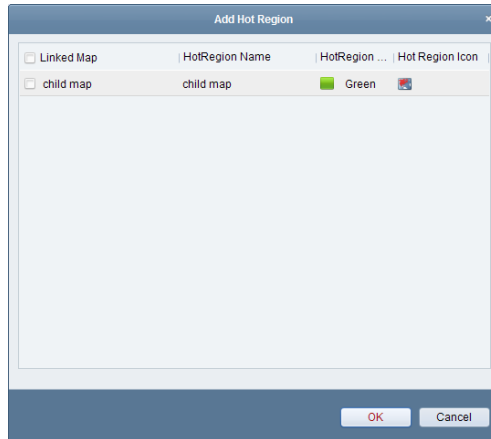 Add Hot Region
Linked Map HotRegion Name HotRegion ... Hot Region Icon
child map child map Green
OK Cancel